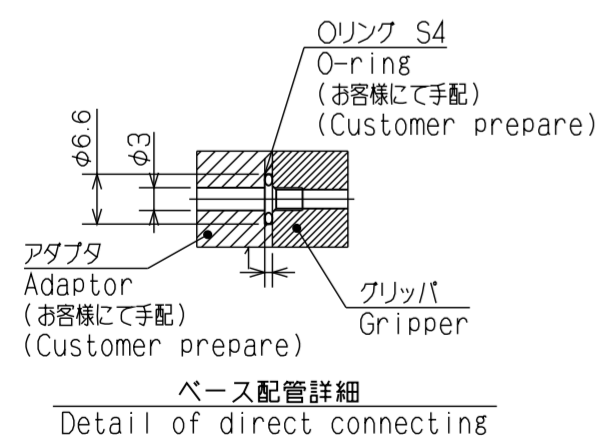 Oリング S4
O-ring
(お客様にて手配)
(Customer prepare)
φ6.6
φ3
アダプタ
Adaptor
(お客様にて手配)
(Customer prepare)
グリッパ
Gripper
ベース配管詳細
Detail of direct connecting